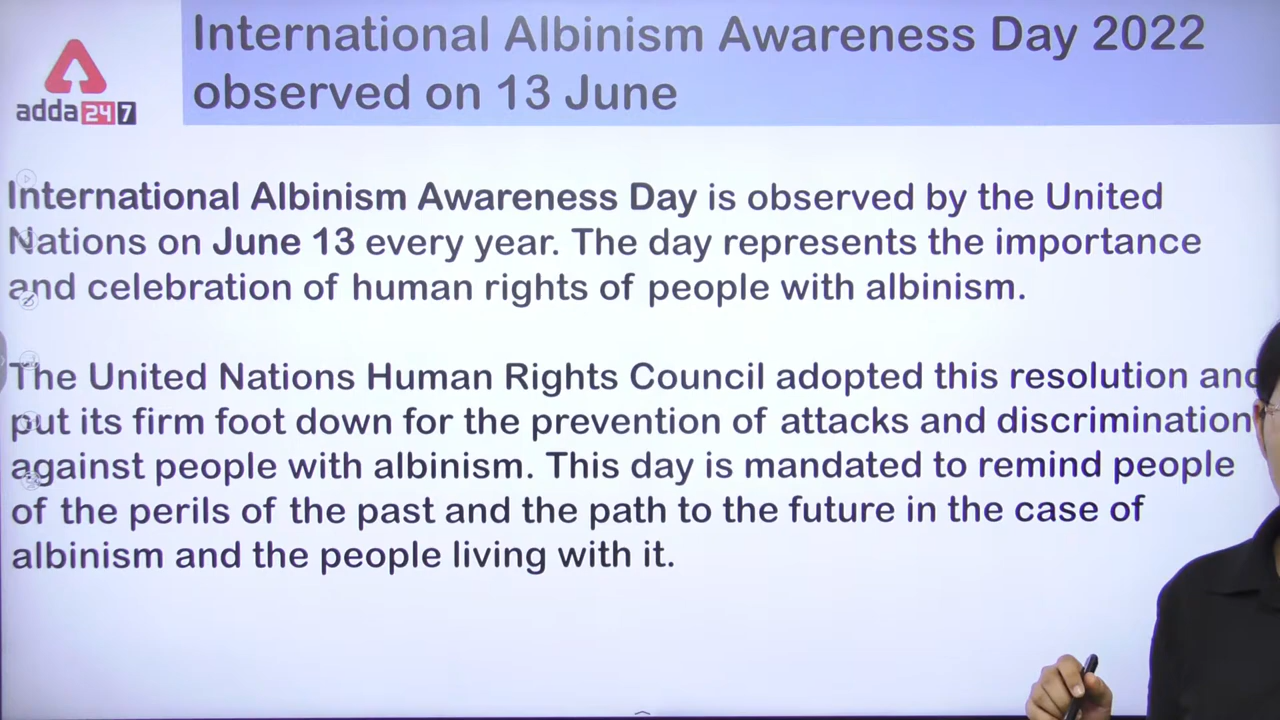 International Albinism Awareness Day 2022
observed on 13 June
adda247
International Albinism Awareness Day is observed by the United
Nations on June 13 every year. The day represents the importance
and celebration of human rights of people with albinism.
The United Nations Human Rights Council adopted this resolution and
put its firm foot down for the prevention of attacks and discrimination
against people with albinism. This day is mandated to remind people
of the perils of the past and the path to the future in the case of
albinism and the people living with it.